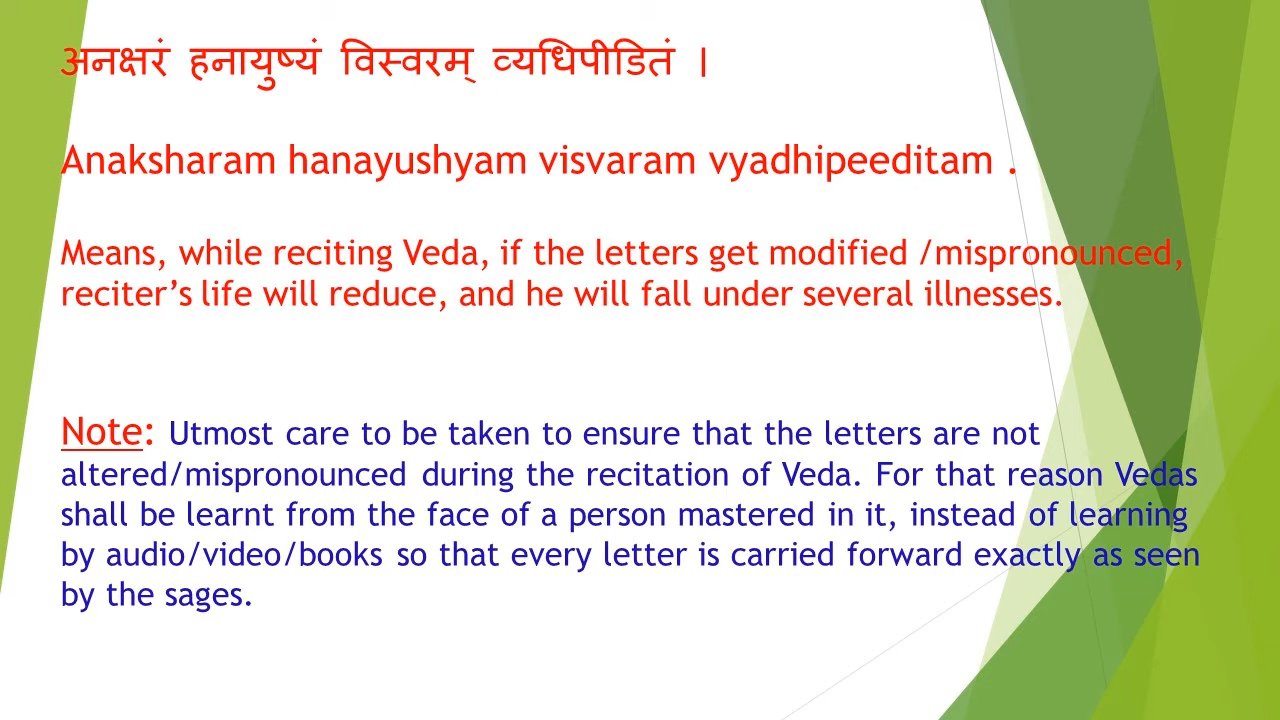 अनक्षरं हनायुष्यं विस्वरम् व्यधिपीडितं ।
Anaksharam hanayushyam visvaram vyadhipeeditam .
Means, while reciting Veda, if the letters get modified /mispronounced,
reciter’s life will reduce, and he will fall under several illnesses.
Note: Utmost care to be taken to ensure that the letters are not
altered/mispronounced during the recitation of Veda. For that reason Vedas
shall be learnt from the face of a person mastered in it, instead of learning
by audio/video/books so that every letter is carried forward exactly as seen
by the sages.